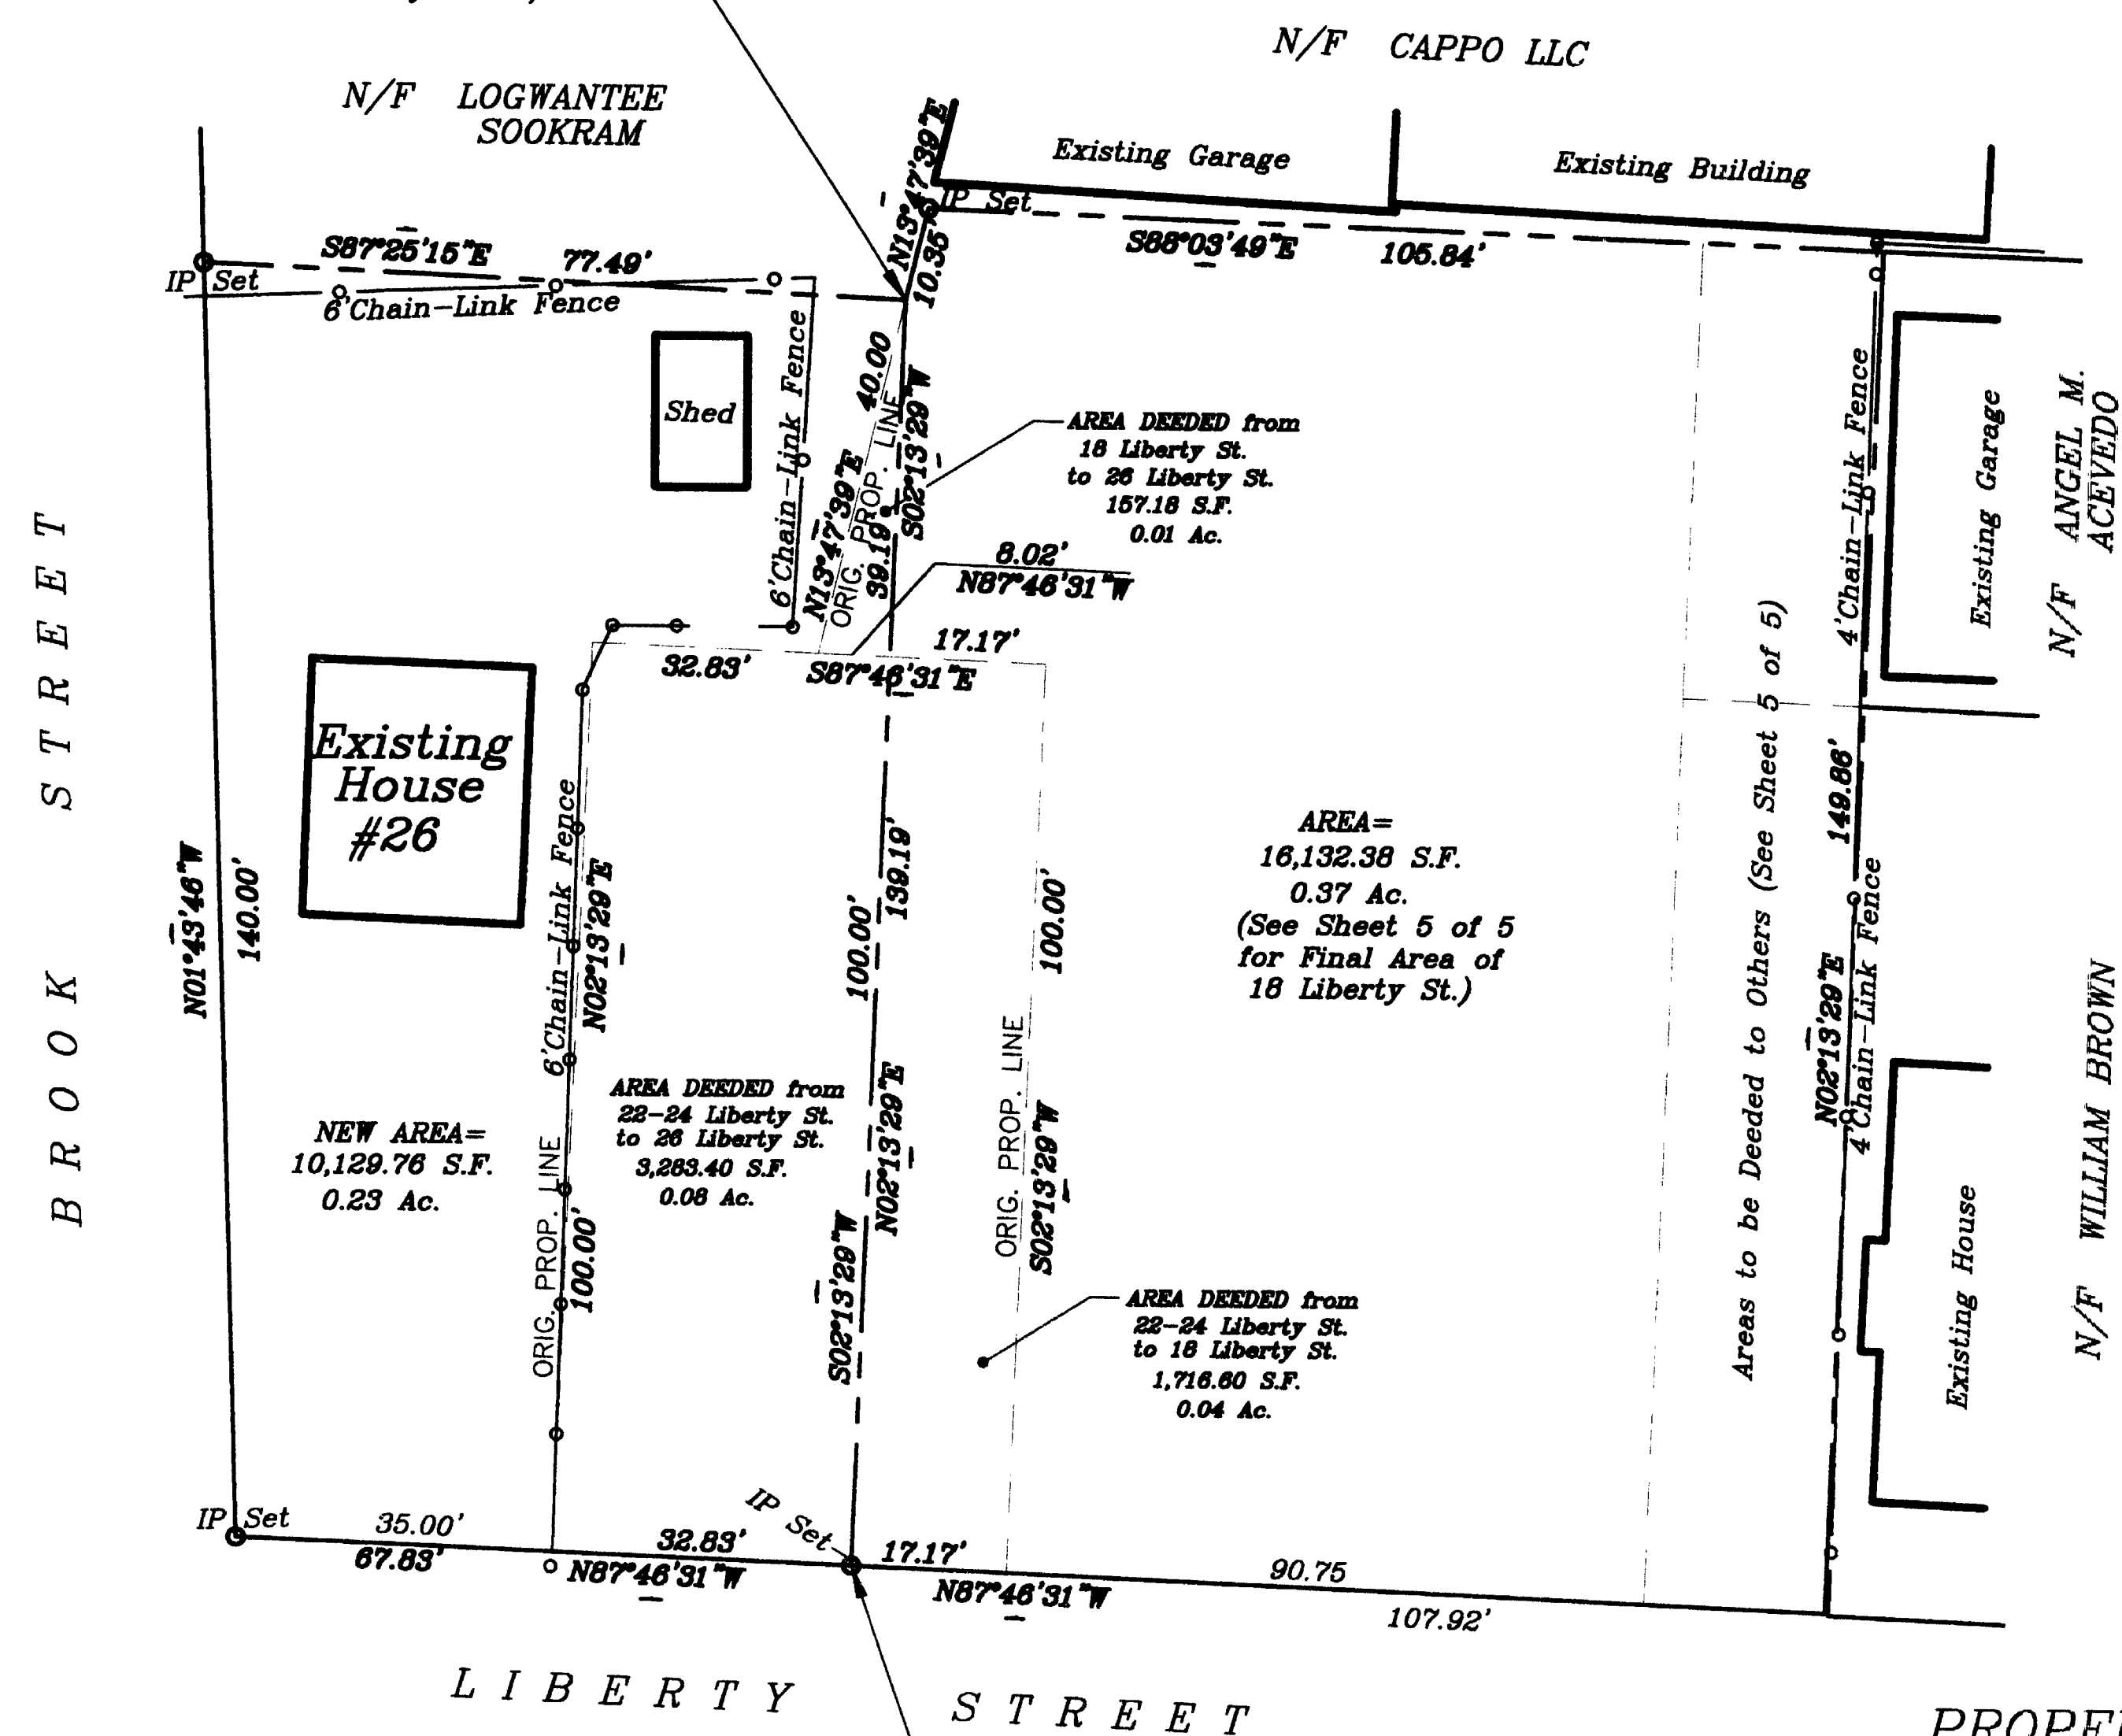 N/F CAPPO LLC
N/F LOGWANTEE
SOOKRAM
Existing Garage
Existing Building
N13°47'39"E
10.35'
IP Set
S88°03'49"E 105.84'
S87°25'15"E 77.49'
IP Set
6'Chain-Link Fence
Shed
6'Chain-Link Fence
40.00
N13°47'39"E
ORIG. PROP. LINE
39.19'
S02°13'29"W
AREA DEEDED from
18 Liberty St.
to 26 Liberty St.
157.18 S.F.
0.01 Ac.
8.02'
N87°46'31"W
17.17'
32.83'
S87°46'31"E
4'Chain-Link Fence
Existing Garage
N/F ANGEL M.
ACEVEDO
Existing
House
#26
BROOK STREET
N01°43'46"W
140.00'
6'Chain-Link Fence
N02°13'29"E
ORIG. PROP. LINE
100.00'
NEW AREA=
10,129.76 S.F.
0.23 Ac.
AREA DEEDED from
22-24 Liberty St.
to 26 Liberty St.
3,283.40 S.F.
0.08 Ac.
100.00'
139.19'
N02°13'29"E
S02°13'29"W
100.00'
ORIG. PROP. LINE
S02°13'29"W
AREA=
16,132.38 S.F.
0.37 Ac.
(See Sheet 5 of 5
for Final Area of
18 Liberty St.)
AREA DEEDED from
22-24 Liberty St.
to 18 Liberty St.
1,716.60 S.F.
0.04 Ac.
Areas to be Deeded to Others (See Sheet 5 of 5)
149.86'
N02°13'29"E
4'Chain-Link Fence
Existing House
N/F WILLIAM BROWN
IP Set
35.00'
67.83'
32.83'
N87°46'31"W
IP Set
17.17'
N87°46'31"W
90.75
107.92'
LIBERTY STREET